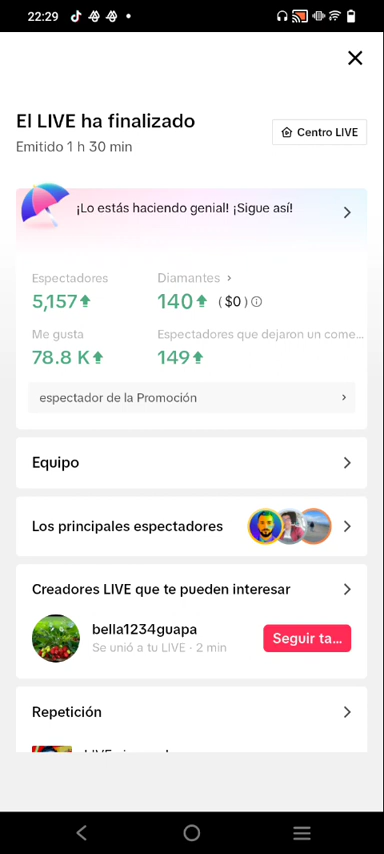 22:29
El LIVE ha finalizado
Emitido 1 h 30 min
Centro LIVE
¡Lo estás haciendo genial! ¡Sigue así!
Espectadores
Diamantes
5,157
140 ($0)
Me gusta
Espectadores que dejaron un come...
78.8 K
149
espectador de la Promoción
Equipo
Los principales espectadores
Creadores LIVE que te pueden interesar
bella1234guapa
Se unió a tu LIVE · 2 min
Seguir ta...
Repetición